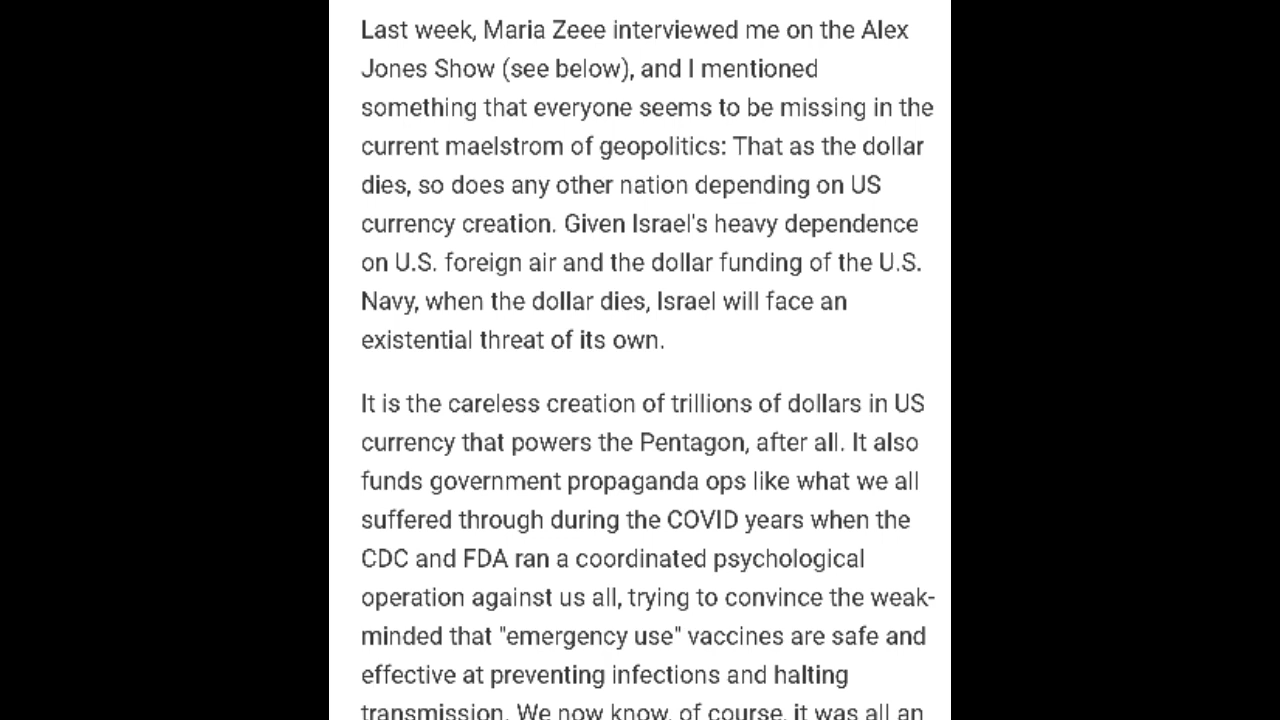 Last week, Maria Zeee interviewed me on the Alex
Jones Show (see below), and I mentioned
something that everyone seems to be missing in the
current maelstrom of geopolitics: That as the dollar
dies, so does any other nation depending on US
currency creation. Given Israel's heavy dependence
on U.S. foreign air and the dollar funding of the U.S.
Navy, when the dollar dies, Israel will face an
existential threat of its own.
It is the careless creation of trillions of dollars in US
currency that powers the Pentagon, after all. It also
funds government propaganda ops like what we all
suffered through during the COVID years when the
CDC and FDA ran a coordinated psychological
operation against us all, trying to convince the weak-
minded that "emergency use" vaccines are safe and
effective at preventing infections and halting
transmission. We now know, of course, it was all an